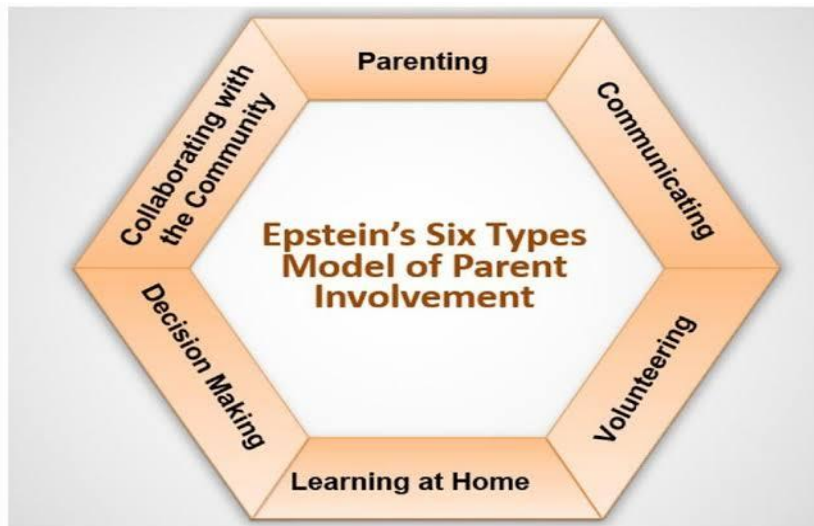 Parenting
Communicating
Volunteering
Learning at Home
Decision Making
Collaborating with
the Community
Epstein's Six Types
Model of Parent
Involvement